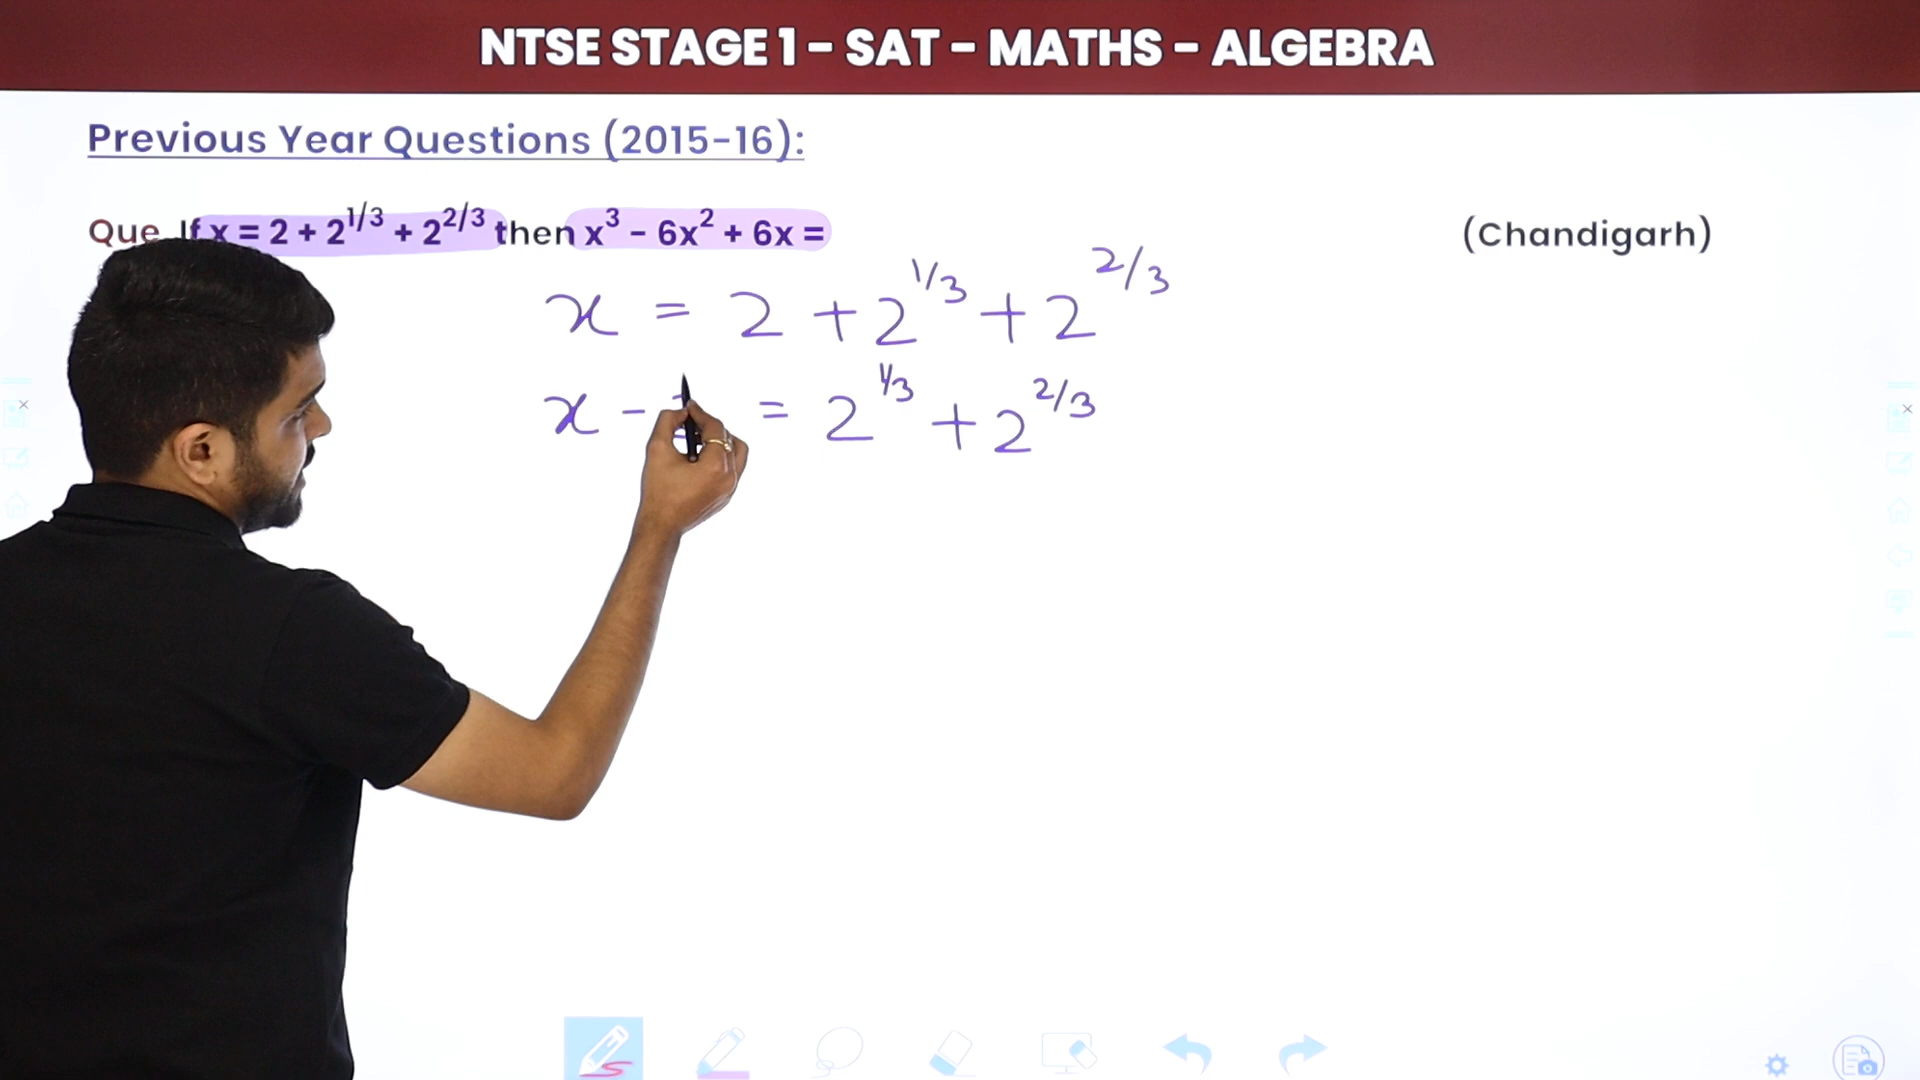 NTSE STAGE 1 – SAT – MATHS – ALGEBRA
Previous Year Questions (2015-16):
Que. If x = 2 + 2^1/3 + 2^2/3 then x^3 - 6x^2 + 6x = (Chandigarh)
x = 2 + 2^1/3 + 2^2/3
x - = 2^1/3 + 2^2/3